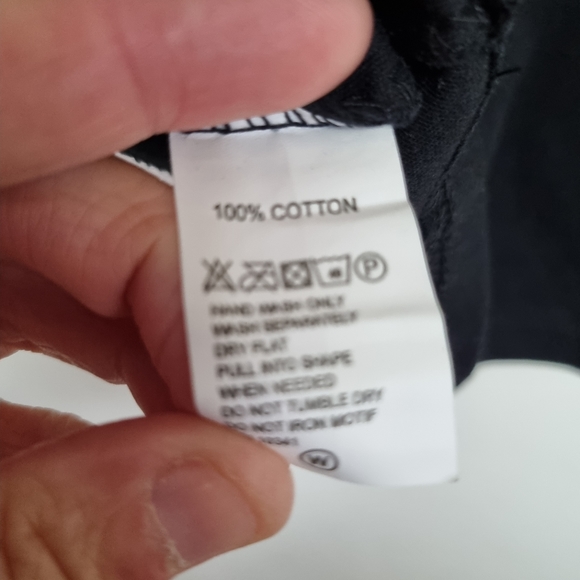 100% COTTON
P
HAND WASH ONLY
WASH SEPARATELY
DRY FLAT
PULL INTO SHAPE
WHEN NEEDED
DO NOT TUMBLE DRY
DO NOT IRON MOTIF
W